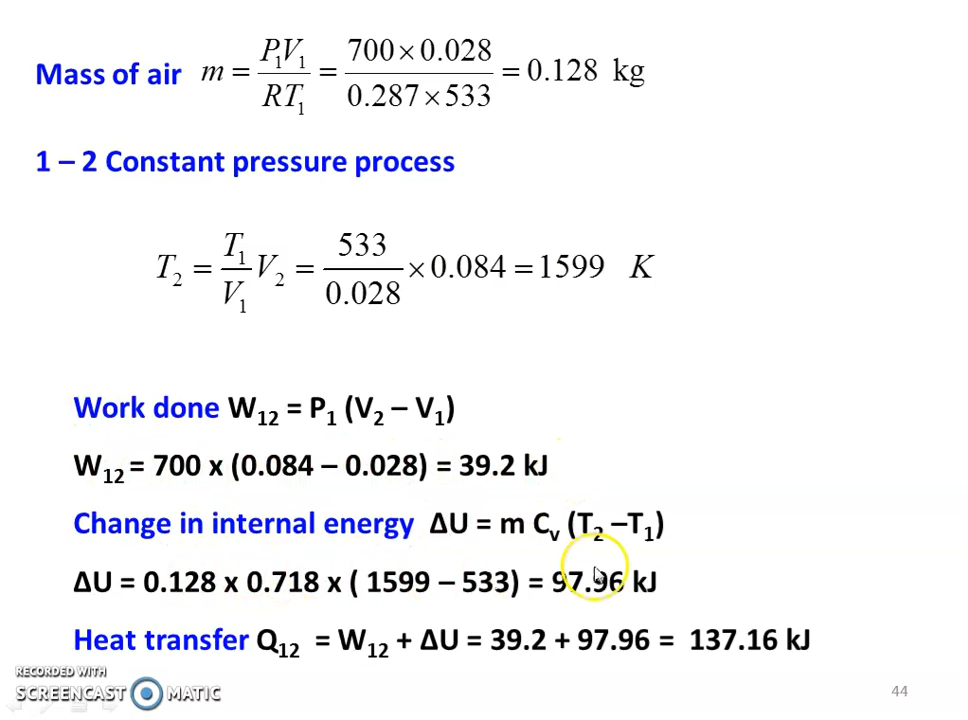 Mass of air m = P₁V₁ / RT₁ = 700 × 0.028 / 0.287 × 533 = 0.128 kg
1 – 2 Constant pressure process
T₂ = T₁ / V₁ V₂ = 533 / 0.028 × 0.084 = 1599 K
Work done W₁₂ = P₁ (V₂ – V₁)
W₁₂ = 700 x (0.084 – 0.028) = 39.2 kJ
Change in internal energy ΔU = m Cᵥ (T₂ –T₁)
ΔU = 0.128 x 0.718 x ( 1599 – 533) = 97.96 kJ
Heat transfer Q₁₂ = W₁₂ + ΔU = 39.2 + 97.96 = 137.16 kJ
RECORDED WITH
SCREENCAST MATIC
44